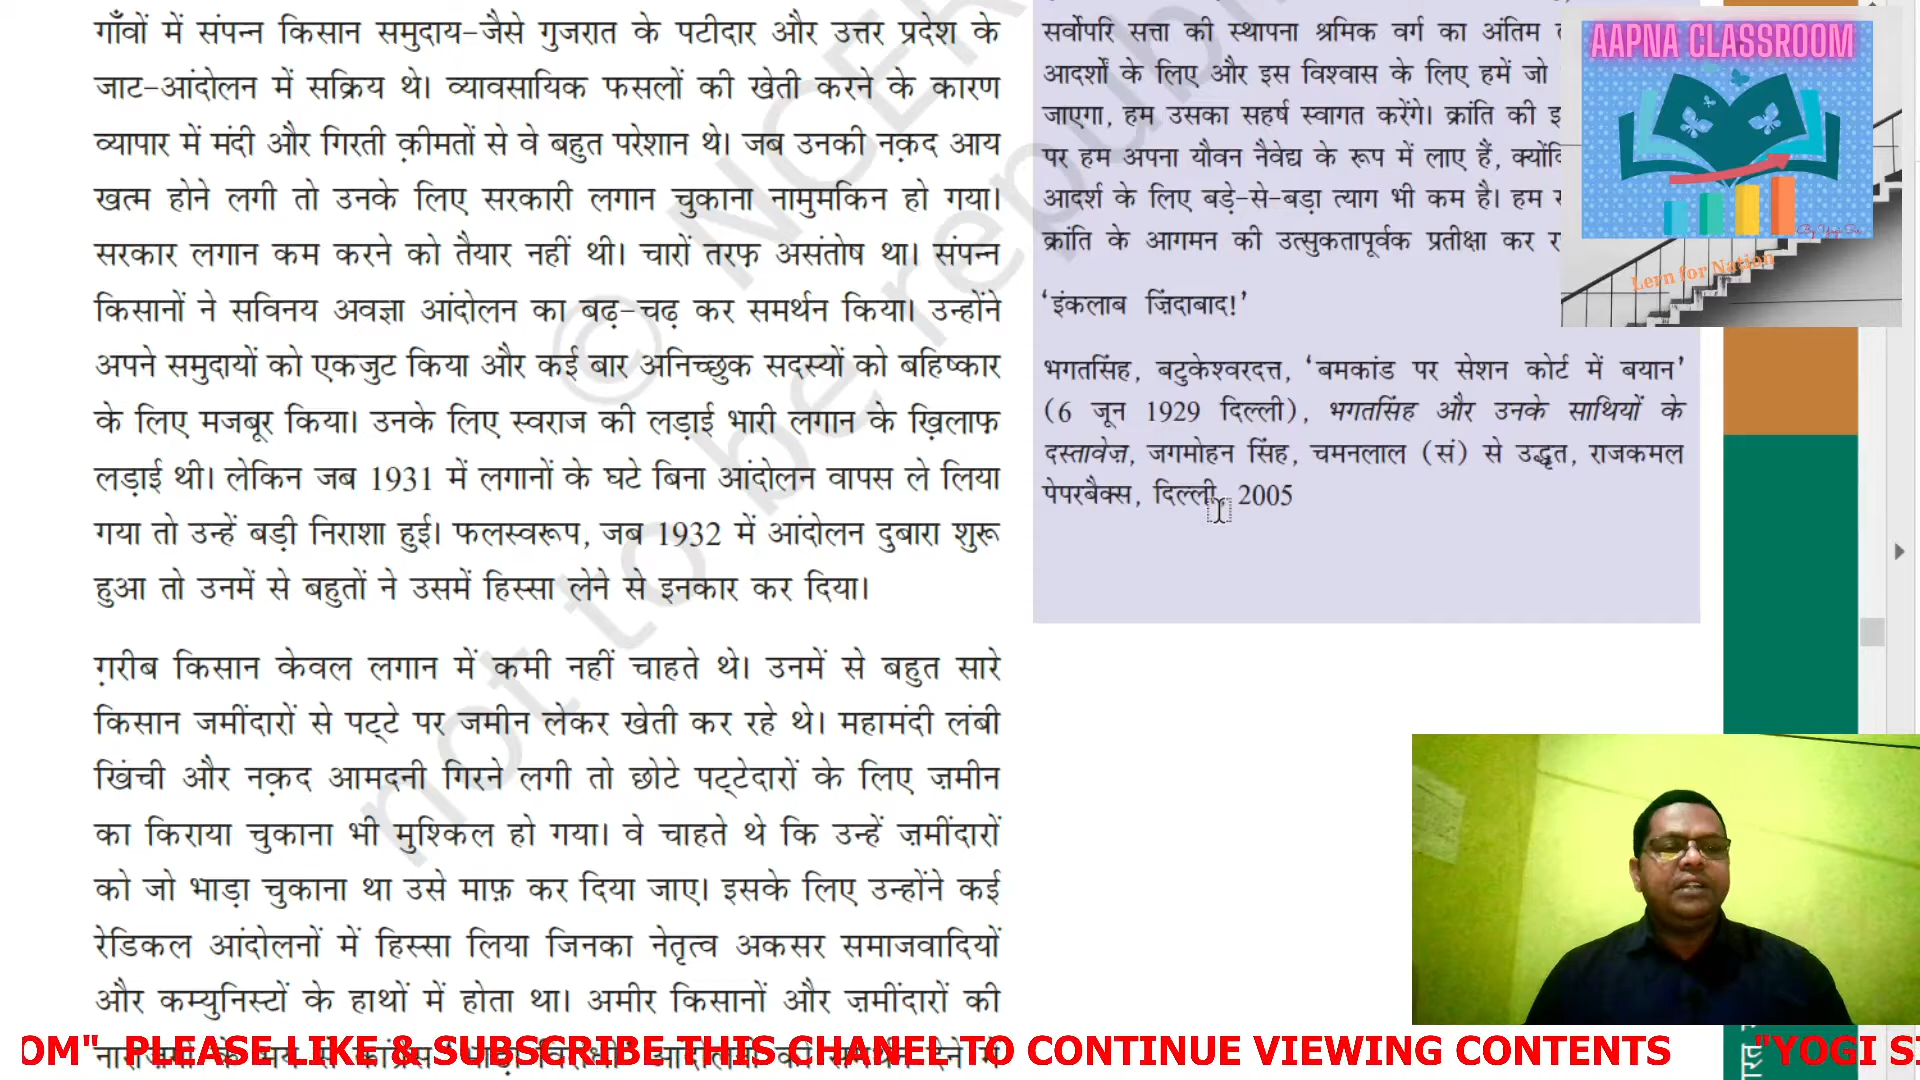 गाँवों में संपन्न किसान समुदाय-जैसे गुजरात के पटीदार और उत्तर प्रदेश के
जाट-आंदोलन में सक्रिय थे। व्यावसायिक फसलों की खेती करने के कारण
व्यापार में मंदी और गिरती क़ीमतों से वे बहुत परेशान थे। जब उनकी नक़द आय
खत्म होने लगी तो उनके लिए सरकारी लगान चुकाना नामुमकिन हो गया।
सरकार लगान कम करने को तैयार नहीं थी। चारों तरफ़ असंतोष था। संपन्न
किसानों ने सविनय अवज्ञा आंदोलन का बढ़-चढ़ कर समर्थन किया। उन्होंने
अपने समुदायों को एकजुट किया और कई बार अनिच्छुक सदस्यों को बहिष्कार
के लिए मजबूर किया। उनके लिए स्वराज की लड़ाई भारी लगान के ख़िलाफ़
लड़ाई थी। लेकिन जब 1931 में लगानों के घटे बिना आंदोलन वापस ले लिया
गया तो उन्हें बड़ी निराशा हुई। फलस्वरूप, जब 1932 में आंदोलन दुबारा शुरू
हुआ तो उनमें से बहुतों ने उसमें हिस्सा लेने से इनकार कर दिया।
ग़रीब किसान केवल लगान में कमी नहीं चाहते थे। उनमें से बहुत सारे
किसान जमींदारों से पट्टे पर जमीन लेकर खेती कर रहे थे। महामंदी लंबी
खिंची और नक़द आमदनी गिरने लगी तो छोटे पट्टेदारों के लिए ज़मीन
का किराया चुकाना भी मुश्किल हो गया। वे चाहते थे कि उन्हें ज़मींदारों
को जो भाड़ा चुकाना था उसे माफ़ कर दिया जाए। इसके लिए उन्होंने कई
रेडिकल आंदोलनों में हिस्सा लिया जिनका नेतृत्व अकसर समाजवादियों
और कम्युनिस्टों के हाथों में होता था। अमीर किसानों और ज़मींदारों की
सर्वोपरि सत्ता की स्थापना श्रमिक वर्ग का अंतिम
आदर्शों के लिए और इस विश्वास के लिए हमें जो
जाएगा, हम उसका सहर्ष स्वागत करेंगे। क्रांति की
पर हम अपना यौवन नैवेद्य के रूप में लाए हैं,
आदर्श के लिए बड़े-से-बड़ा त्याग भी कम है। हम
क्रांति के आगमन की उत्सुकतापूर्वक प्रतीक्षा कर
‘इंकलाब ज़िंदाबाद!’
भगतसिंह, बटुकेश्वरदत्त, ‘बमकांड पर सेशन कोर्ट में बयान’
(6 जून 1929 दिल्ली), भगतसिंह और उनके साथियों के
दस्तावेज़, जगमोहन सिंह, चमनलाल (सं) से उद्धृत, राजकमल
पेपरबैक्स, दिल्ली, 2005
AAPNA CLASSROOM
Lern for Nation
© NCER
not to be republi
OM" PLEASE LIKE & SUBSCRIBE THIS CHANEL TO CONTINUE VIEWING CONTENTS "YOGI SI